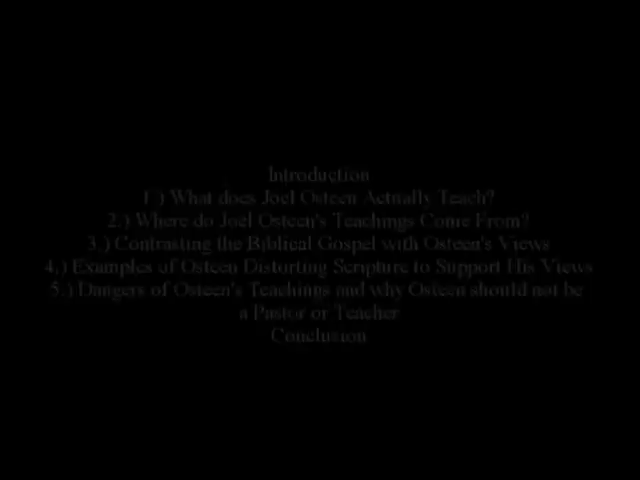 Introduction
1.) What does Joel Osteen Actually Teach?
2.) Where do Joel Osteen's Teachings Come From?
3.) Contrasting the Biblical Gospel with Osteen's Views
4.) Examples of Osteen Distorting Scripture to Support His Views
5.) Dangers of Osteen's Teachings and why Osteen should not be
a Pastor or Teacher
Conclusion